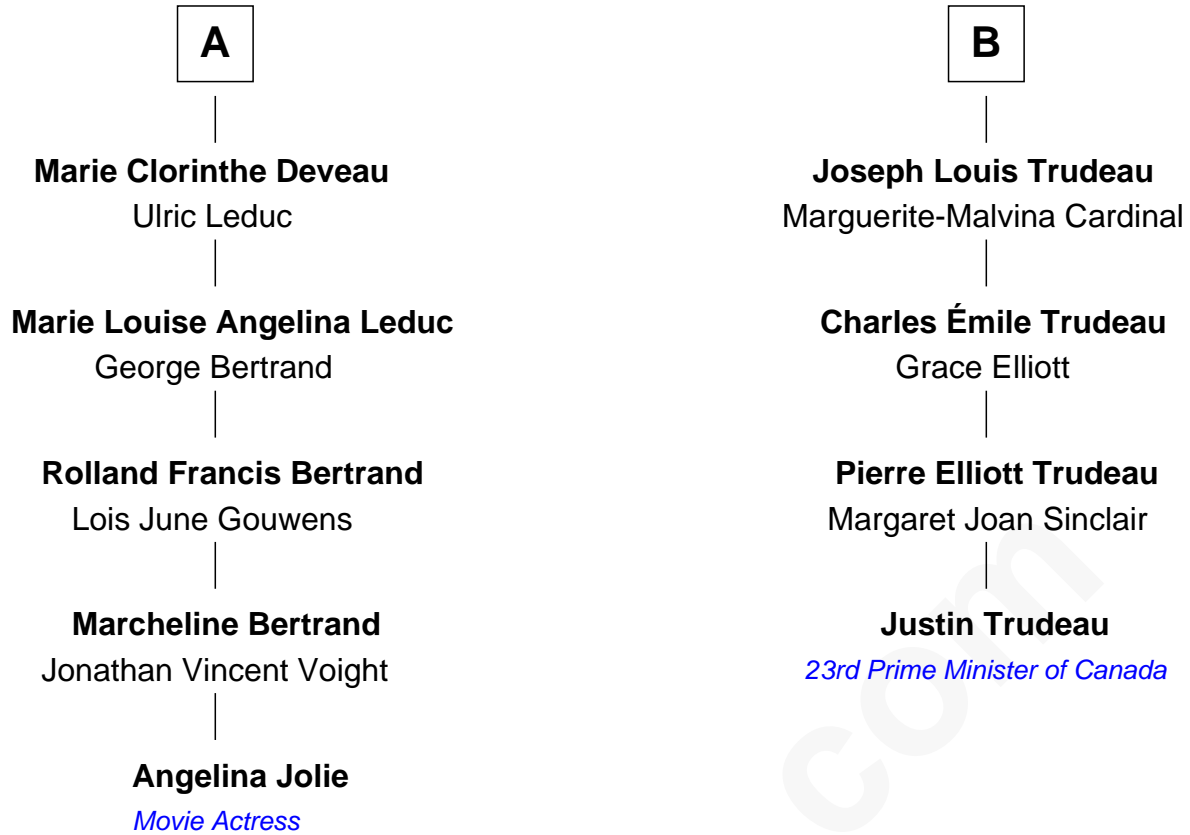 A
Marie Clorinthe Deveau
Ulric Leduc
Marie Louise Angelina Leduc
George Bertrand
Rolland Francis Bertrand
Lois June Gouwens
Marcheline Bertrand
Jonathan Vincent Voight
Angelina Jolie
Movie Actress
B
Joseph Louis Trudeau
Marguerite-Malvina Cardinal
Charles Émile Trudeau
Grace Elliott
Pierre Elliott Trudeau
Margaret Joan Sinclair
Justin Trudeau
23rd Prime Minister of Canada
com